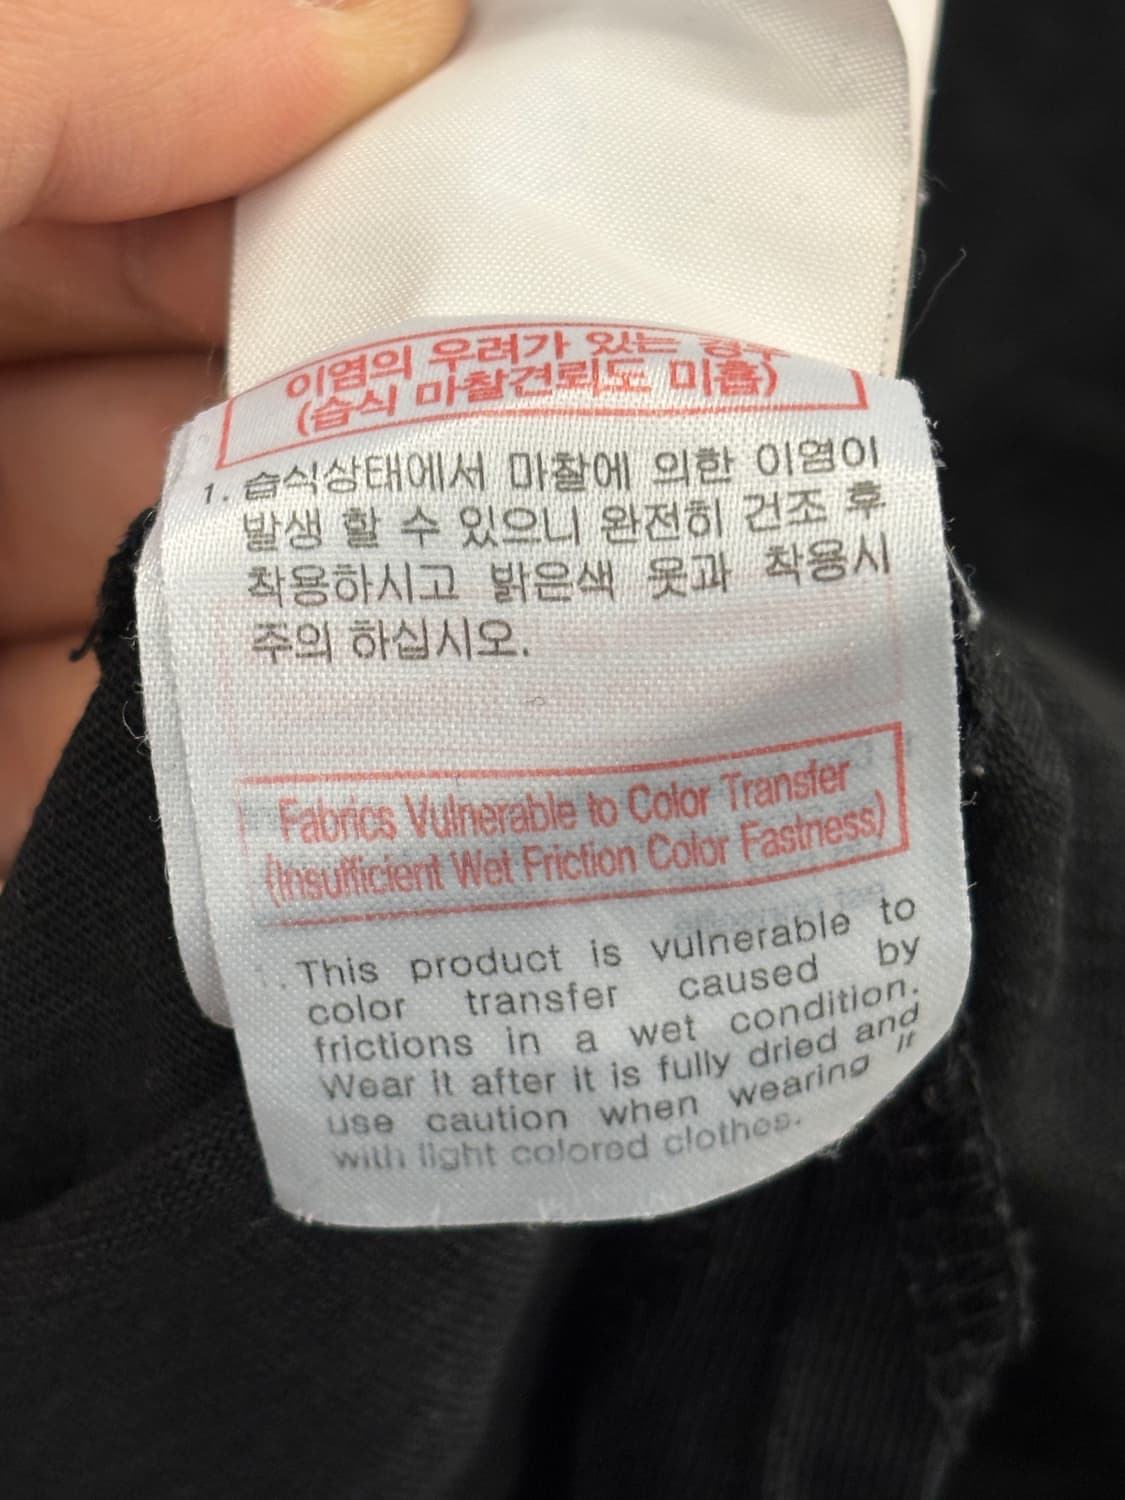 이염의 우려가 있는 경우
(습식 마찰견뢰도 미흡)
1. 습식상태에서 마찰에 의한 이염이
발생 할 수 있으니 완전히 건조 후
착용하시고 밝은색 옷과 착용시
주의 하십시오.
Fabrics Vulnerable to Color Transfer
(Insufficient Wet Friction Color Fastness)
. This product is vulnerable to
color transfer caused by
frictions in a wet condition.
Wear it after it is fully dried and
use caution when wearing it
with light colored clothes.